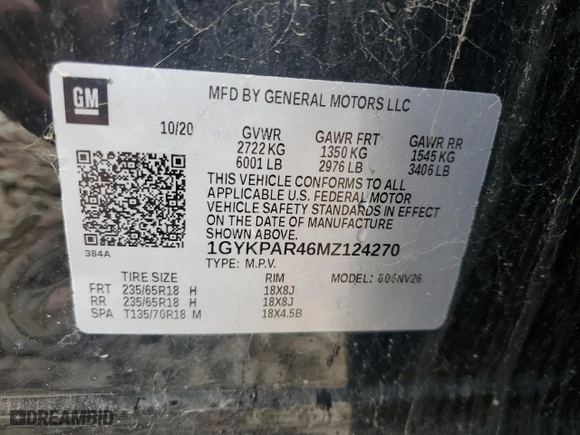 GM
MFD BY GENERAL MOTORS LLC
10/20 GVWR GAWR FRT GAWR RR
2722 KG 1350 KG 1545 KG
6001 LB 2976 LB 3406 LB
THIS VEHICLE CONFORMS TO ALL
APPLICABLE U.S. FEDERAL MOTOR
VEHICLE SAFETY STANDARDS IN EFFECT
ON THE DATE OF MANUFACTURE
SHOWN ABOVE.
384A 1GYKPAR46MZ124270
TYPE: M.P.V.
TIRE SIZE RIM MODEL: 6D6NV26
FRT 235/65R18 H 18X8J
RR 235/65R18 H 18X8J
SPA T135/70R18 M 18X4.5B
DREAMBID